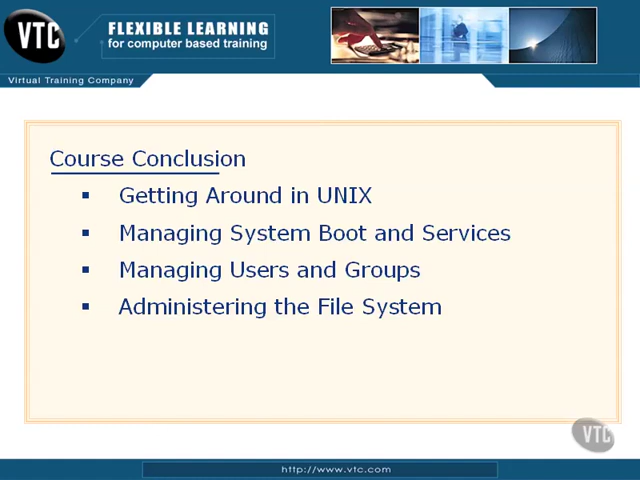 VTC
FLEXIBLE LEARNING
for computer based training
Virtual Training Company
Course Conclusion
▪ Getting Around in UNIX
▪ Managing System Boot and Services
▪ Managing Users and Groups
▪ Administering the File System
VTC
http://www.vtc.com